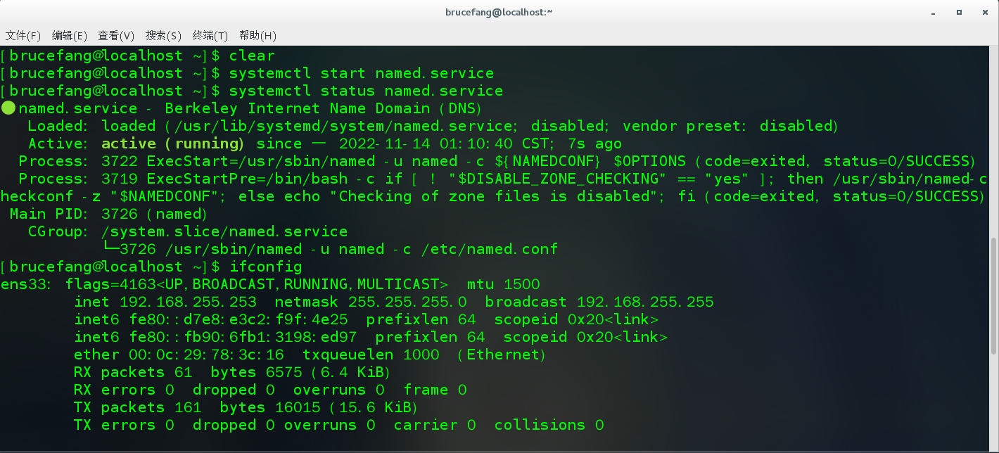 brucefang@localhost:~
文件(F) 编辑(E) 查看(V) 搜索(S) 终端(T) 帮助(H)
[brucefang@localhost ~]$ clear
[brucefang@localhost ~]$ systemctl start named.service
[brucefang@localhost ~]$ systemctl status named.service
● named.service - Berkeley Internet Name Domain (DNS)
   Loaded: loaded (/usr/lib/systemd/system/named.service; disabled; vendor preset: disabled)
   Active: active (running) since 一 2022-11-14 01:10:40 CST; 7s ago
  Process: 3722 ExecStart=/usr/sbin/named -u named -c ${NAMEDCONF} $OPTIONS (code=exited, status=0/SUCCESS)
  Process: 3719 ExecStartPre=/bin/bash -c if [ ! "$DISABLE_ZONE_CHECKING" == "yes" ]; then /usr/sbin/named-c
heckconf -z "$NAMEDCONF"; else echo "Checking of zone files is disabled"; fi (code=exited, status=0/SUCCESS)
 Main PID: 3726 (named)
   CGroup: /system.slice/named.service
           └─3726 /usr/sbin/named -u named -c /etc/named.conf
[brucefang@localhost ~]$ ifconfig
ens33: flags=4163<UP,BROADCAST,RUNNING,MULTICAST>  mtu 1500
        inet 192.168.255.253  netmask 255.255.255.0  broadcast 192.168.255.255
        inet6 fe80::d7e8:e3c2:f9f:4e25  prefixlen 64  scopeid 0x20<link>
        inet6 fe80::fb90:6fb1:3198:ed97  prefixlen 64  scopeid 0x20<link>
        ether 00:0c:29:78:3c:16  txqueuelen 1000  (Ethernet)
        RX packets 61  bytes 6575 (6.4 KiB)
        RX errors 0  dropped 0  overruns 0  frame 0
        TX packets 161  bytes 16015 (15.6 KiB)
        TX errors 0  dropped 0 overruns 0  carrier 0  collisions 0